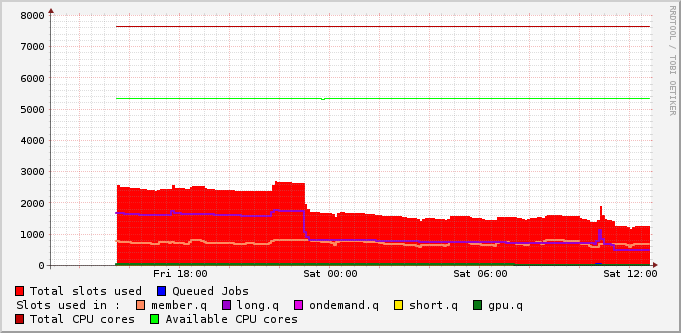 8000
7000
6000
5000
4000
3000
2000
1000
0
Fri 18:00 Sat 00:00 Sat 06:00 Sat 12:00
RRDTOOL / TOBI OETIKER
Total slots used Queued Jobs
Slots used in : member.q long.q ondemand.q short.q gpu.q
Total CPU cores Available CPU cores